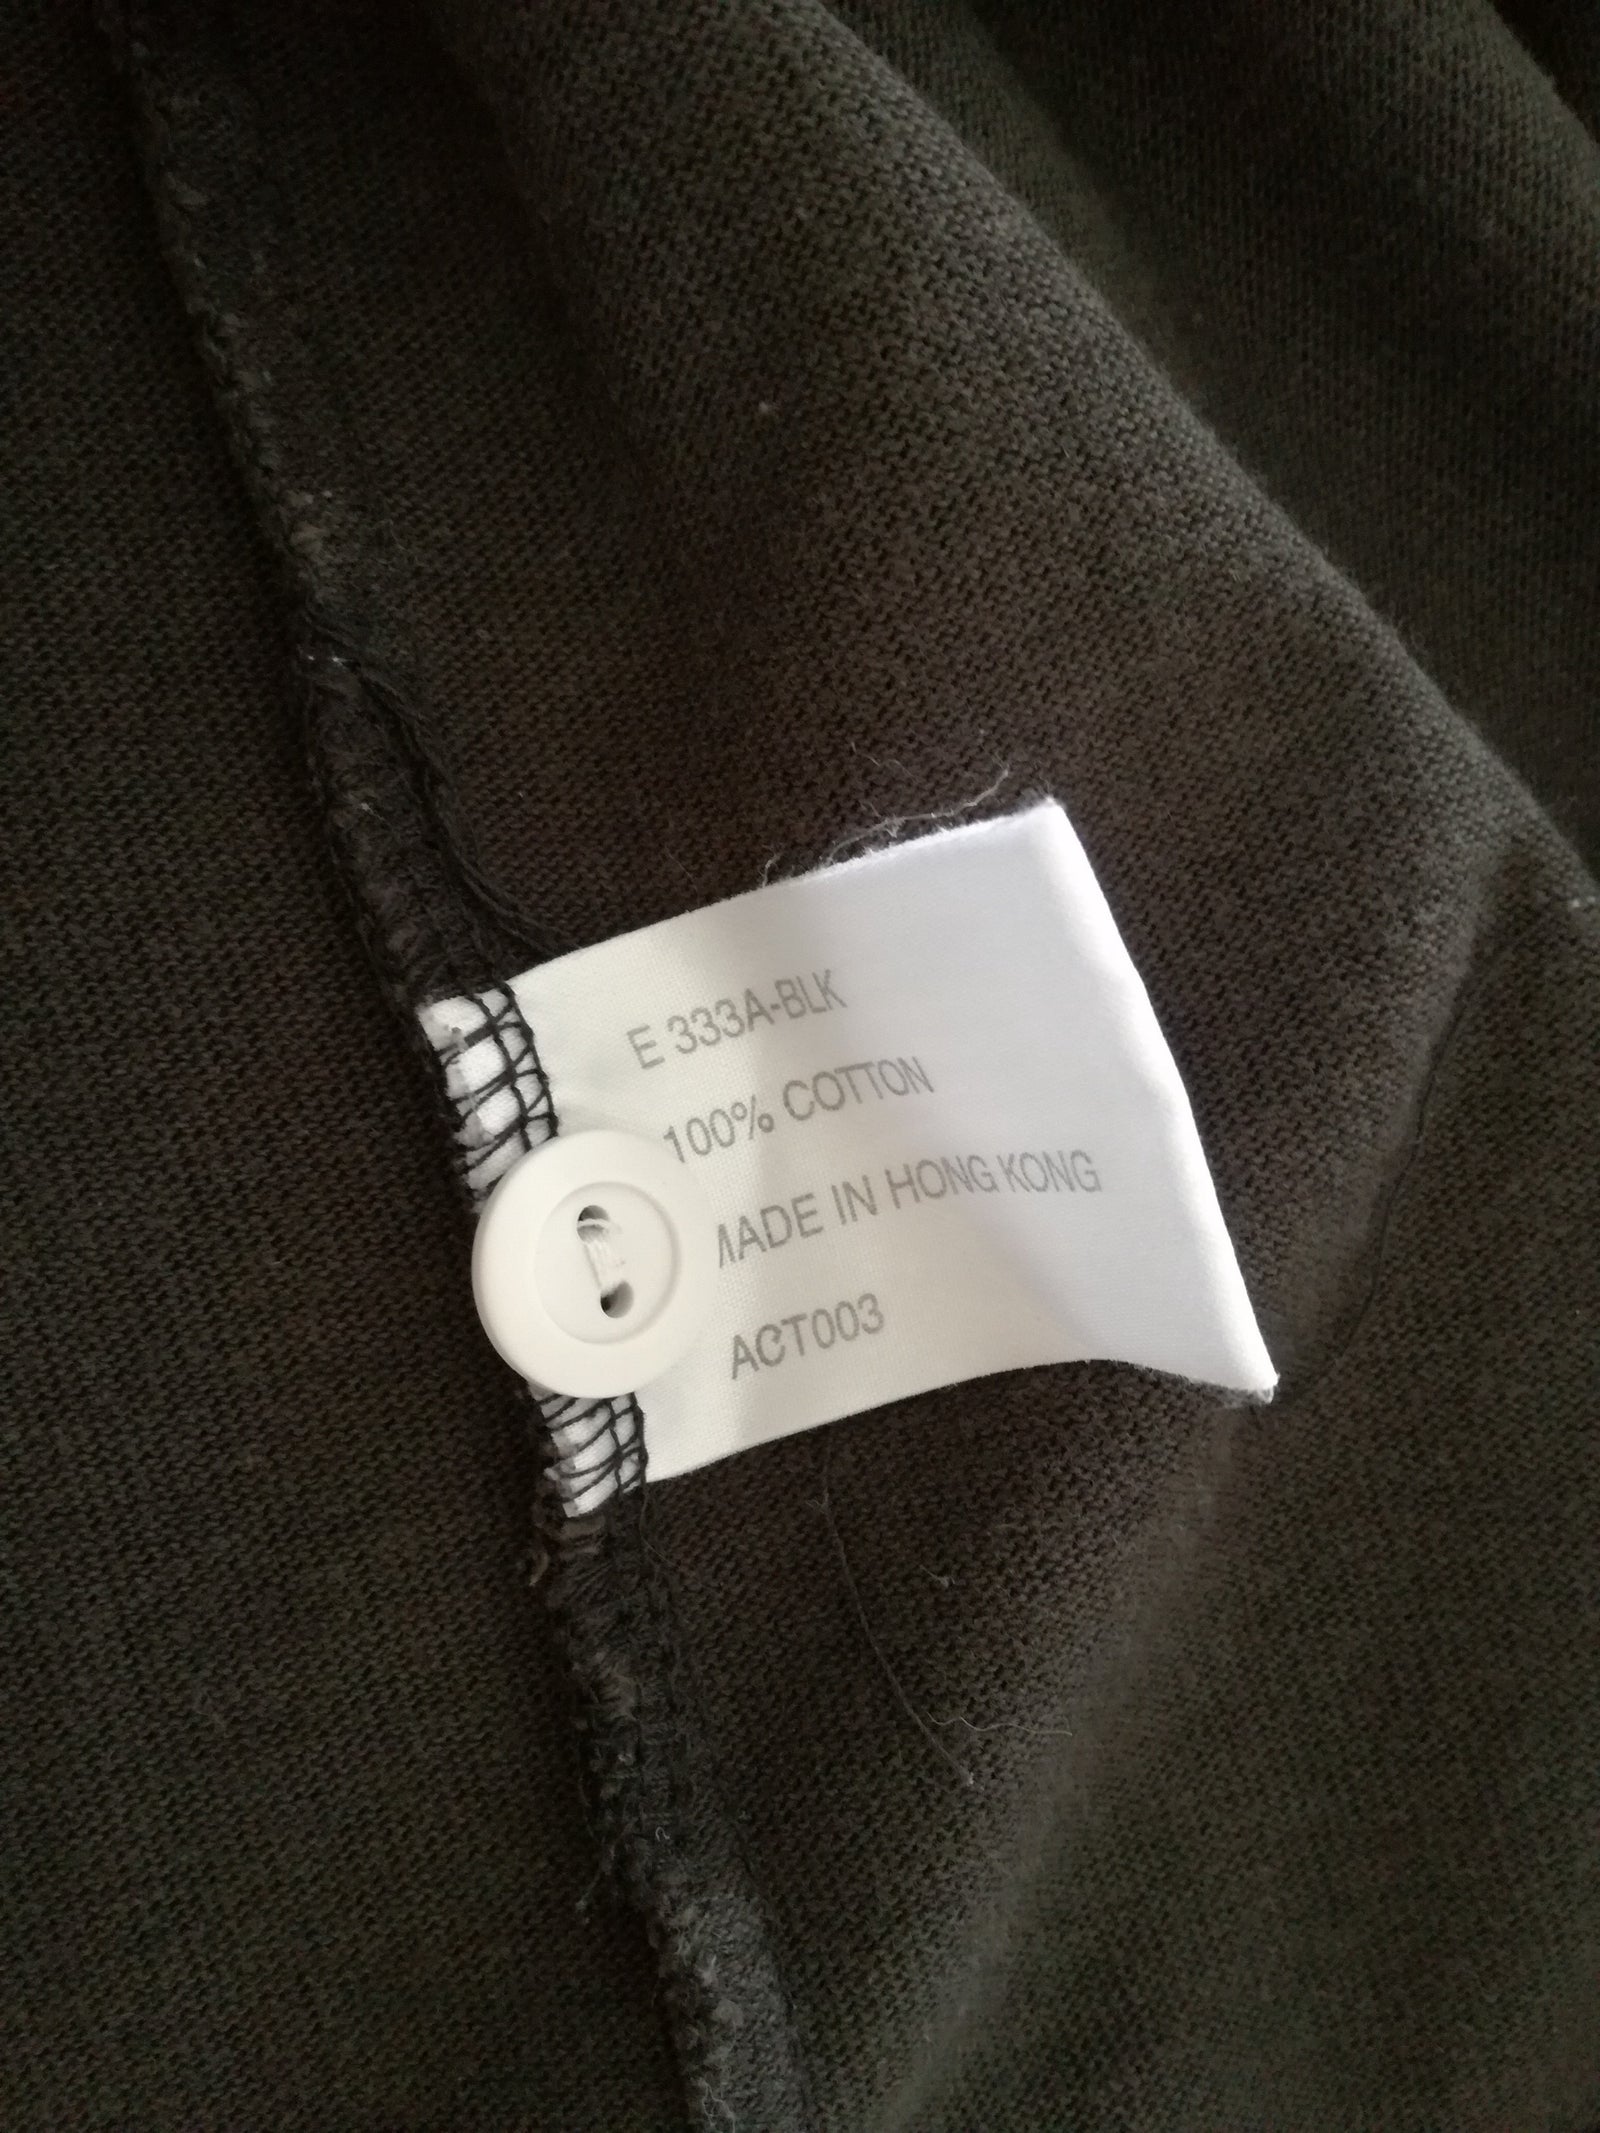 E 333A-BLK
100% COTTON
MADE IN HONG KONG
ACT003